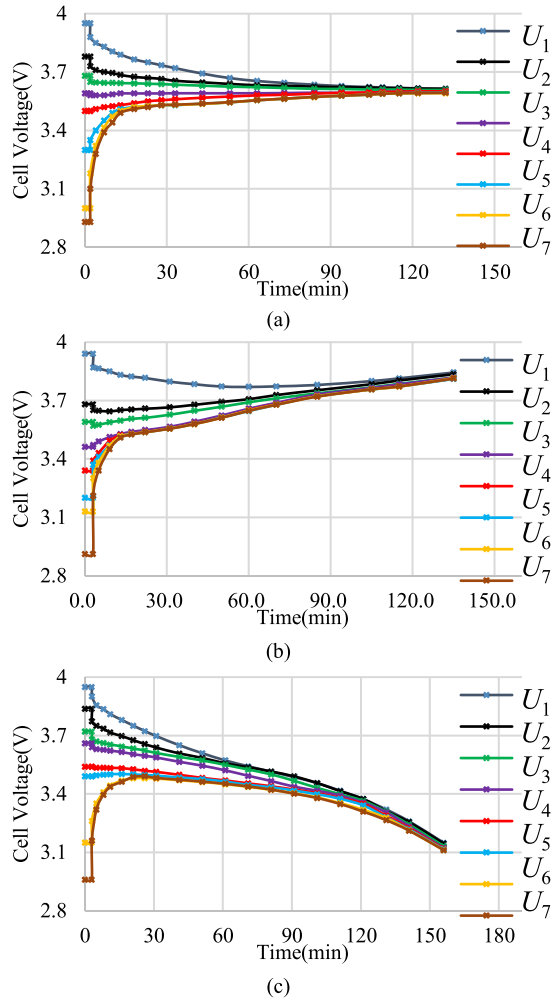 4
3.7
3.4
3.1
2.8
Cell Voltage(V)
0 30 60 90 120 150
Time(min)
U1
U2
U3
U4
U5
U6
U7
(a)
4
3.7
3.4
3.1
2.8
Cell Voltage(V)
0.0 30.0 60.0 90.0 120.0 150.0
Time(min)
U1
U2
U3
U4
U5
U6
U7
(b)
4
3.7
3.4
3.1
2.8
Cell Voltage(V)
0 30 60 90 120 150 180
Time(min)
U1
U2
U3
U4
U5
U6
U7
(c)